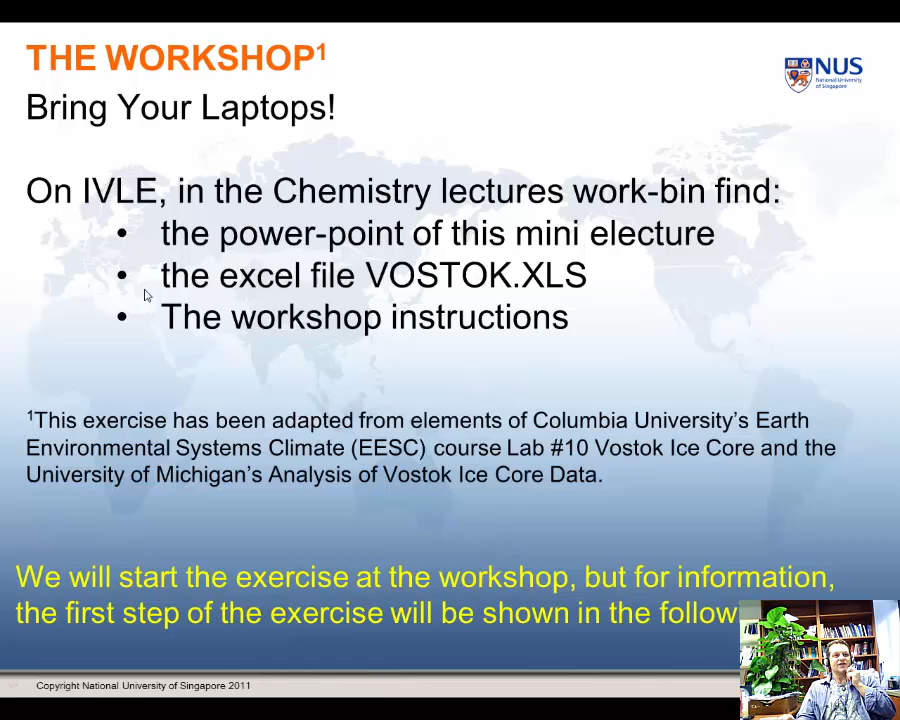 THE WORKSHOP¹
NUS
National University
of Singapore
Bring Your Laptops!
On IVLE, in the Chemistry lectures work-bin find:
• the power-point of this mini electure
• the excel file VOSTOK.XLS
• The workshop instructions
¹This exercise has been adapted from elements of Columbia University's Earth
Environmental Systems Climate (EESC) course Lab #10 Vostok Ice Core and the
University of Michigan's Analysis of Vostok Ice Core Data.
We will start the exercise at the workshop, but for information,
the first step of the exercise will be shown in the follow
Copyright National University of Singapore 2011